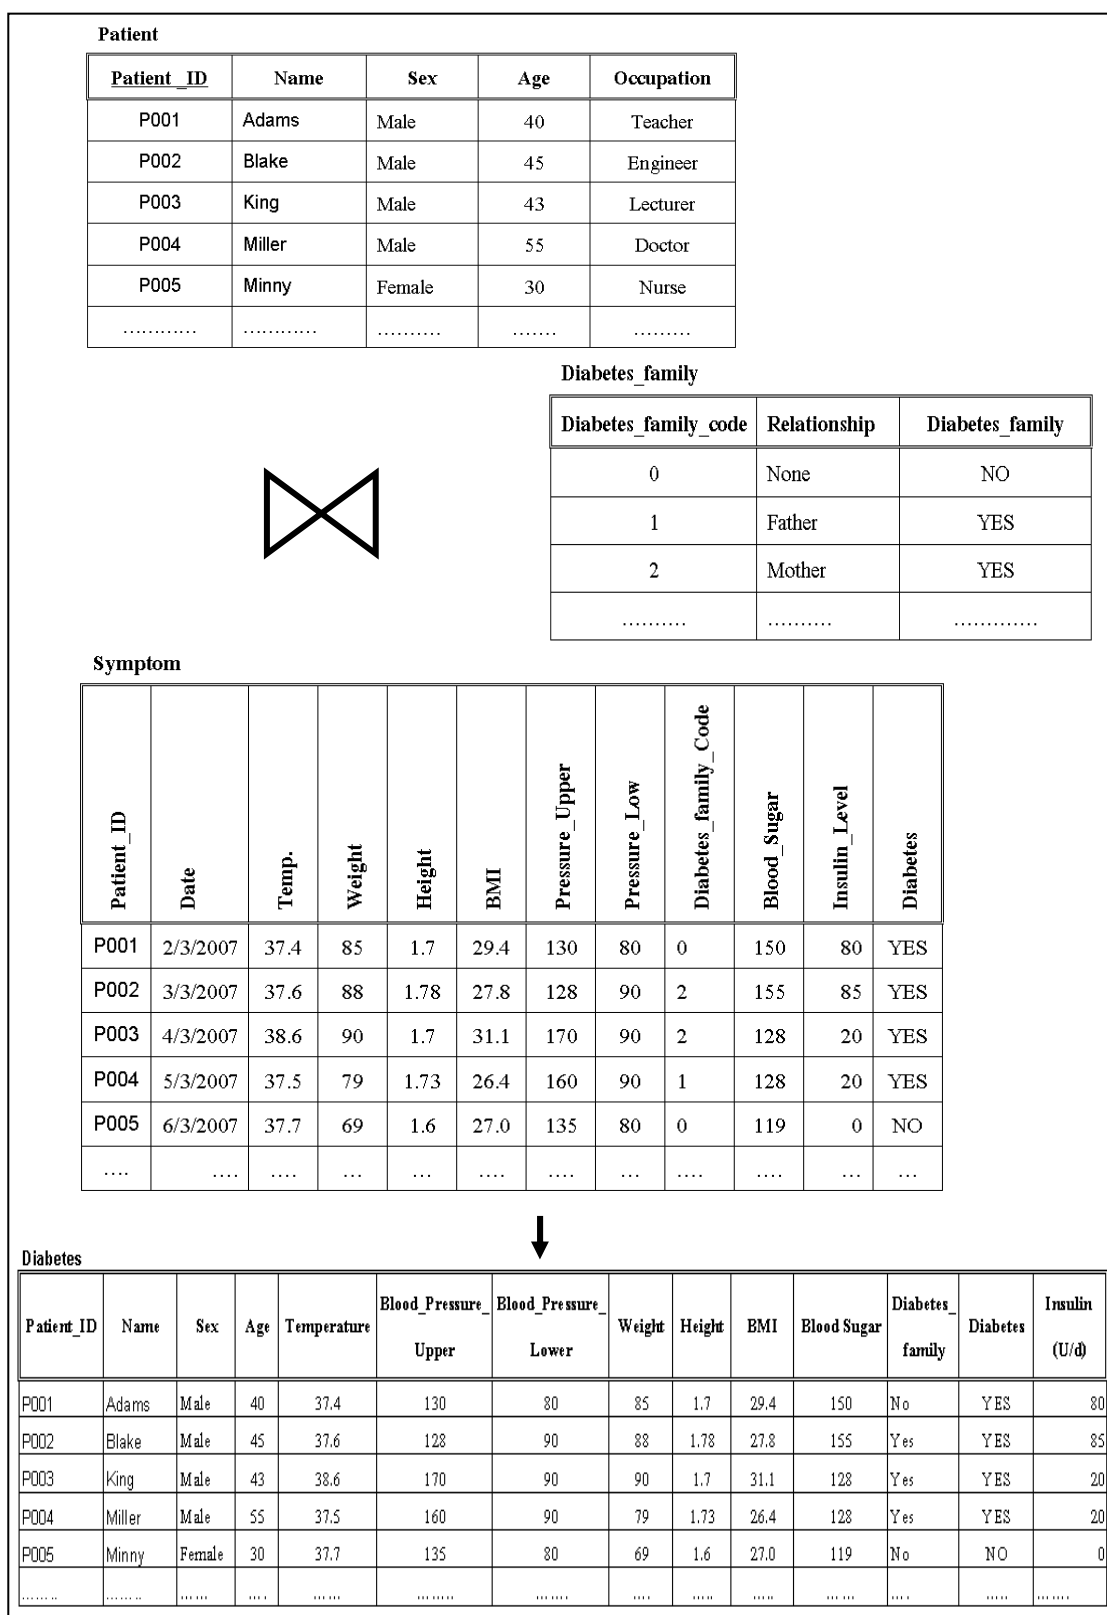 Patient
Patient_ID Name Sex Age Occupation
P001 Adams Male 40 Teacher
P002 Blake Male 45 Engineer
P003 King Male 43 Lecturer
P004 Miller Male 55 Doctor
P005 Minny Female 30 Nurse
............ ............ .......... ....... .........
Diabetes_family
Diabetes_family_code Relationship Diabetes_family
0 None NO
1 Father YES
2 Mother YES
.......... .......... .............
Symptom
Patient_ID Date Temp. Weight Height BMI Pressure_Upper Pressure_Low Diabetes_family_Code Blood_Sugar Insulin_Level Diabetes
P001 2/3/2007 37.4 85 1.7 29.4 130 80 0 150 80 YES
P002 3/3/2007 37.6 88 1.78 27.8 128 90 2 155 85 YES
P003 4/3/2007 38.6 90 1.7 31.1 170 90 2 128 20 YES
P004 5/3/2007 37.5 79 1.73 26.4 160 90 1 128 20 YES
P005 6/3/2007 37.7 69 1.6 27.0 135 80 0 119 0 NO
.... .... .... ... ... .... .... ... .... .... ... ...
Diabetes
Patient_ID Name Sex Age Temperature Blood_Pressure_Upper Blood_Pressure_Lower Weight Height BMI Blood Sugar Diabetes_family Diabetes Insulin (U/d)
P001 Adams Male 40 37.4 130 80 85 1.7 29.4 150 No YES 80
P002 Blake Male 45 37.6 128 90 88 1.78 27.8 155 Yes YES 85
P003 King Male 43 38.6 170 90 90 1.7 31.1 128 Yes YES 20
P004 Miller Male 55 37.5 160 90 79 1.73 26.4 128 Yes YES 20
P005 Minny Female 30 37.7 135 80 69 1.6 27.0 119 No NO 0
........ ........ ...... .... ...... ......... ........ .... ..... ..... ...... .... ..... ........